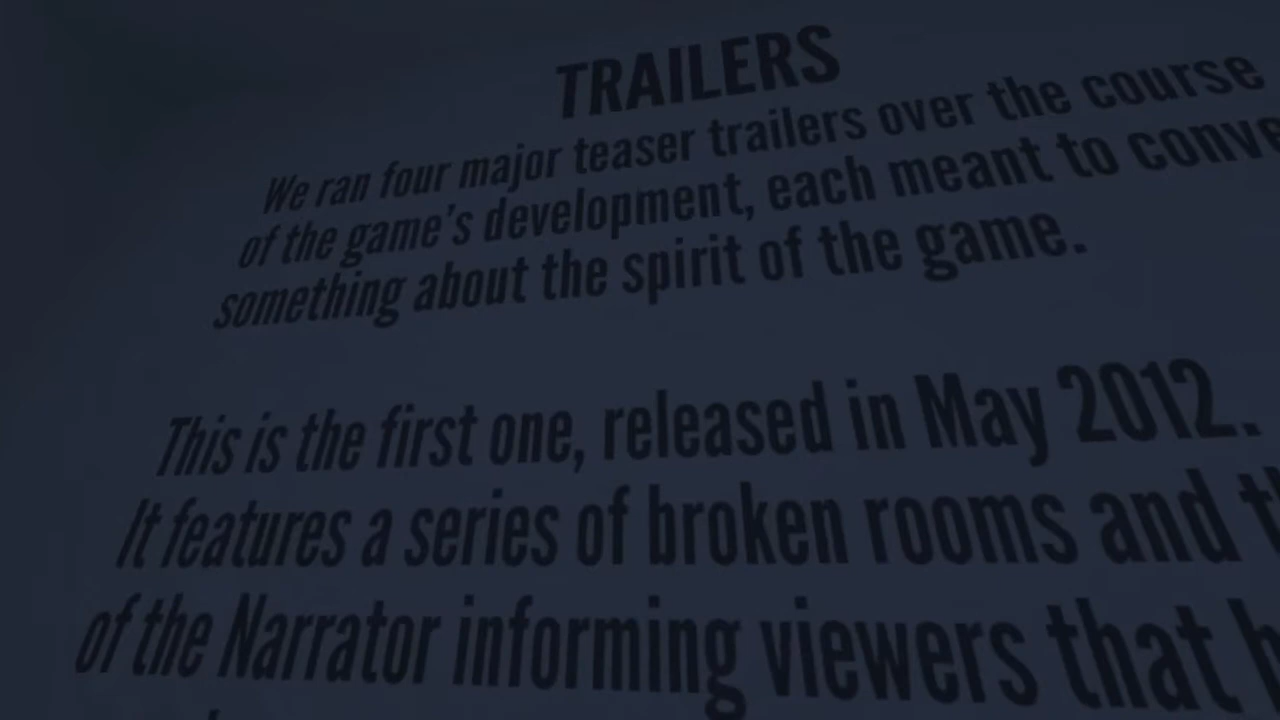 TRAILERS
We ran four major teaser trailers over the course
of the game's development, each meant to
something about the spirit of the game.
This is the first one, released in May 2012.
It features a series of broken rooms and
of the Narrator informing viewers that